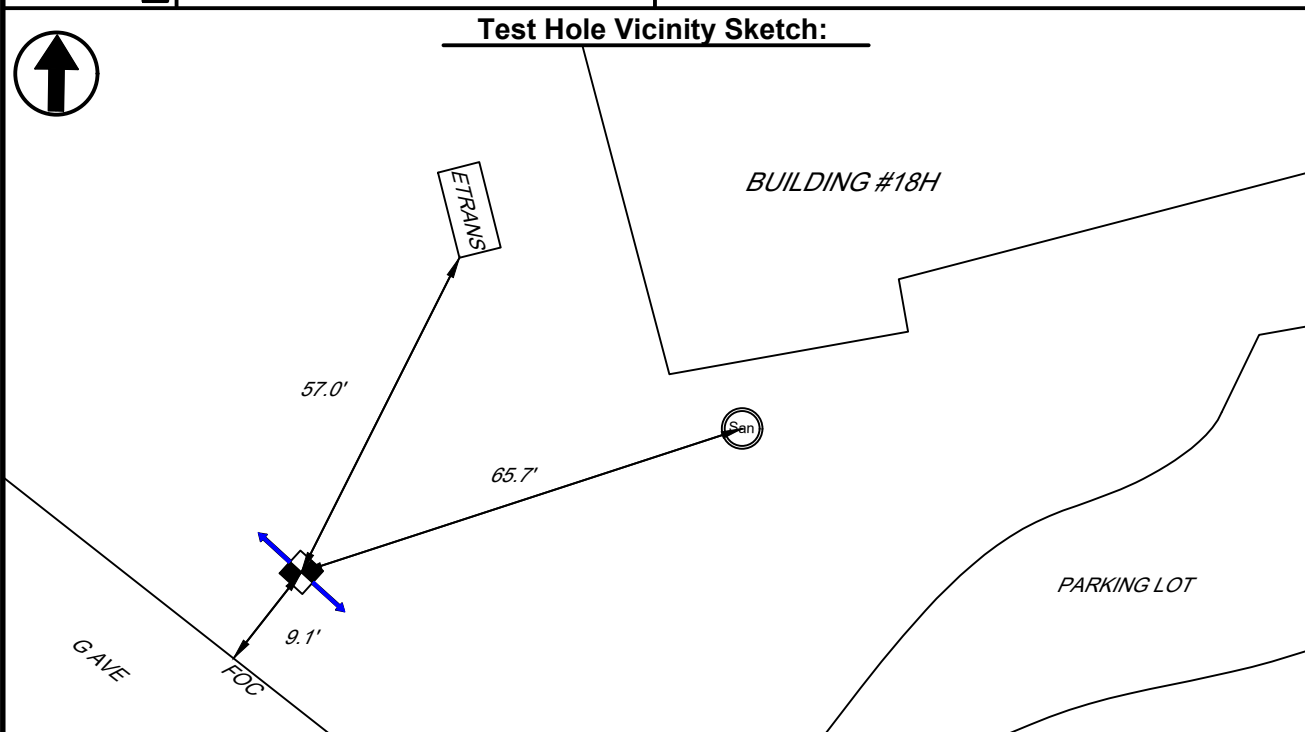 Test Hole Vicinity Sketch:
BUILDING #18H
ETRANS
57.0'
San
65.7'
PARKING LOT
9.1'
G AVE
FOC